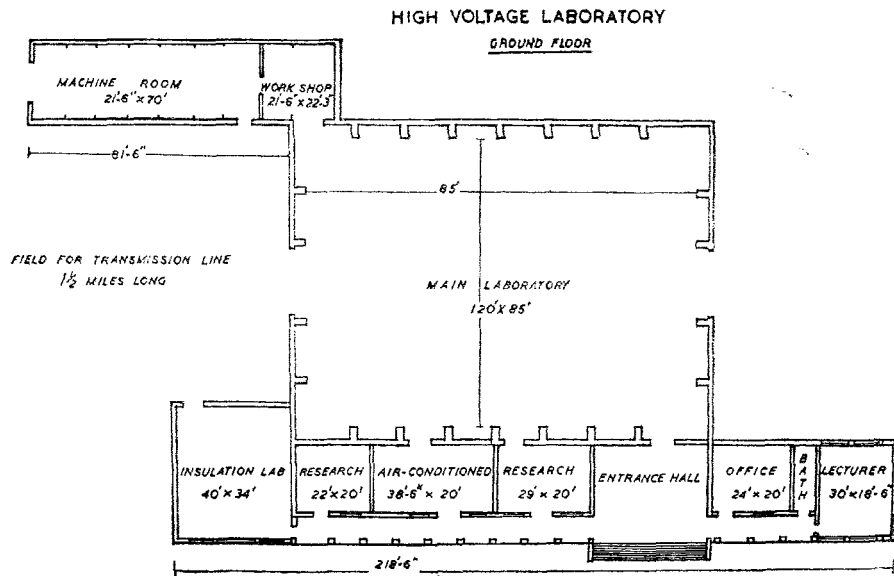 HIGH VOLTAGE LABORATORY
GROUND FLOOR
MACHINE ROOM
21'-6" X 70'
WORK SHOP
21'-6" X 22'-3"
81'-6"
85'
FIELD FOR TRANSMISSION LINE
1½ MILES LONG
MAIN LABORATORY
120' X 85'
INSULATION LAB
40' X 34'
RESEARCH
22' X 20'
AIR-CONDITIONED
38'-6" X 20'
RESEARCH
29' X 20'
ENTRANCE HALL
OFFICE
24' X 20'
BATH
LECTURER
30' X 18'-6"
218'-6"